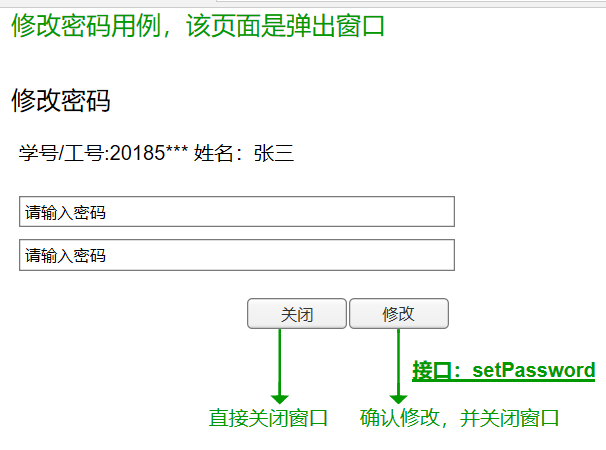 修改密码用例，该页面是弹出窗口
修改密码
学号/工号:20185*** 姓名：张三
请输入密码
请输入密码
关闭 修改
接口：setPassword
直接关闭窗口 确认修改，并关闭窗口